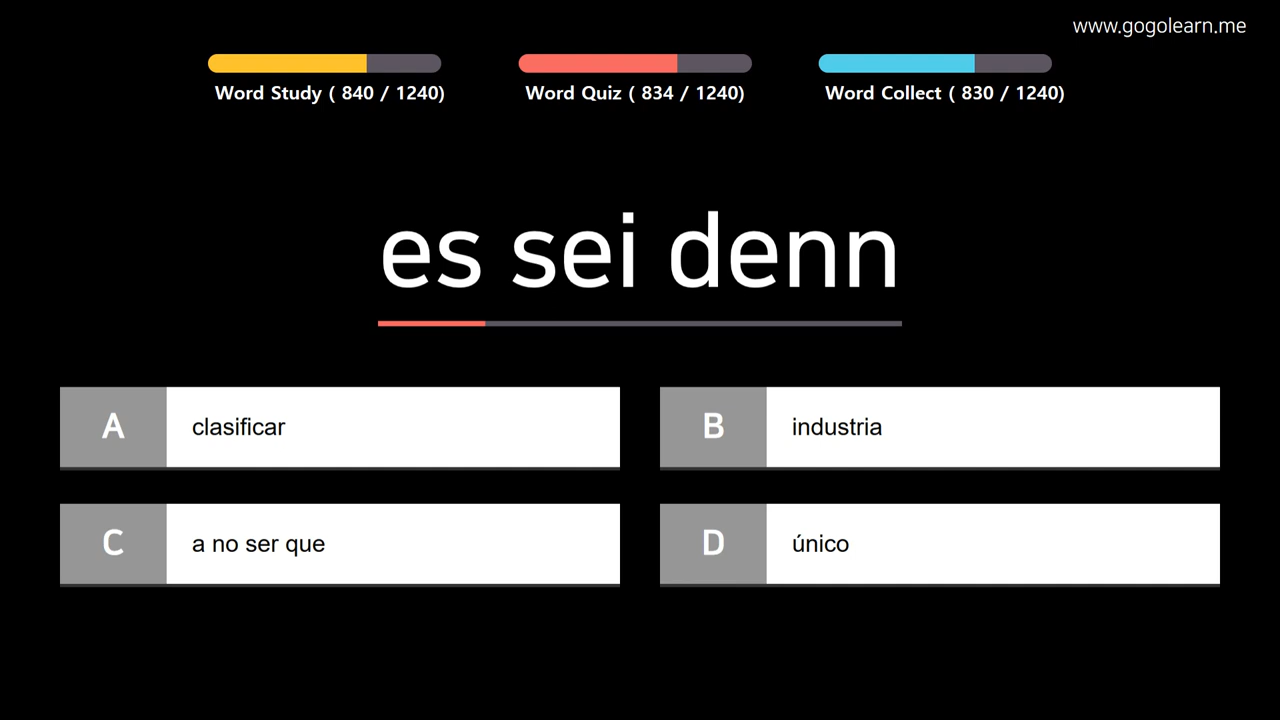 www.gogolearn.me
Word Study ( 840 / 1240)
Word Quiz ( 834 / 1240)
Word Collect ( 830 / 1240)
es sei denn
A
clasificar
B
industria
C
a no ser que
D
único